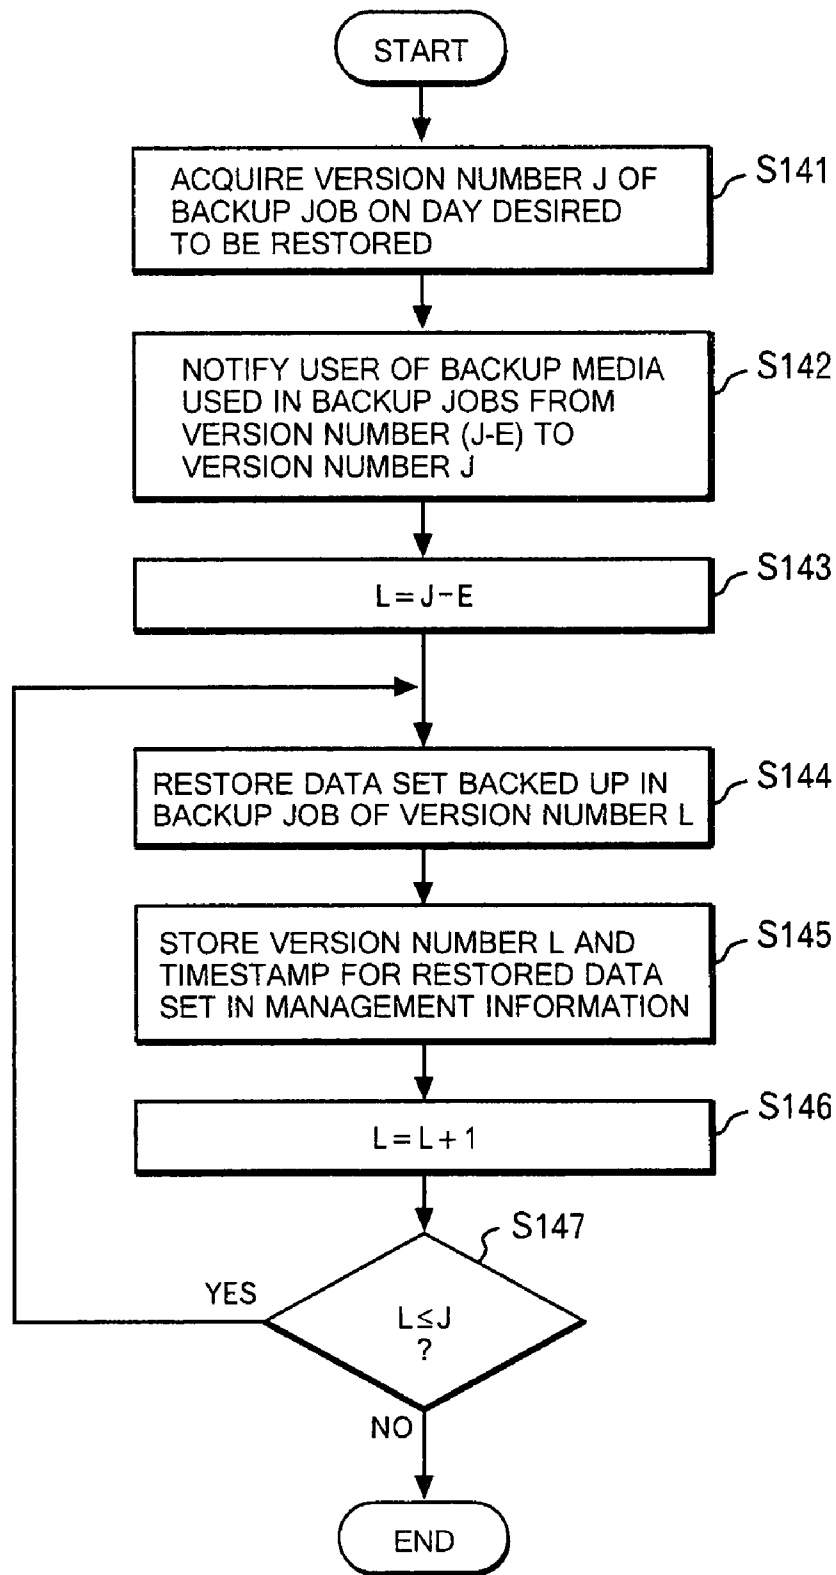 START
ACQUIRE VERSION NUMBER J OF
BACKUP JOB ON DAY DESIRED
TO BE RESTORED
S141
NOTIFY USER OF BACKUP MEDIA
USED IN BACKUP JOBS FROM
VERSION NUMBER (J-E) TO
VERSION NUMBER J
S142
L=J-E
S143
RESTORE DATA SET BACKED UP IN
BACKUP JOB OF VERSION NUMBER L
S144
STORE VERSION NUMBER L AND
TIMESTAMP FOR RESTORED DATA
SET IN MANAGEMENT INFORMATION
S145
L=L+1
S146
S147
YES
L≤J
?
NO
END